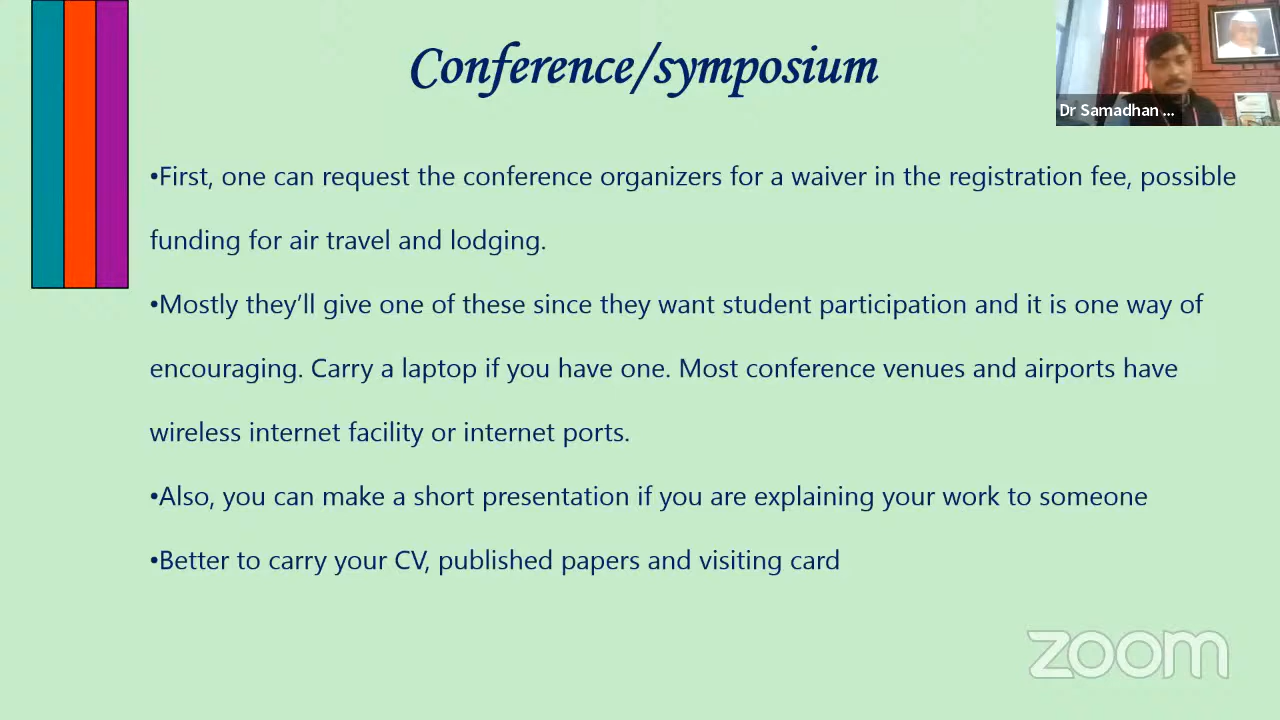 Conference/symposium
Dr Samadhan ...
•First, one can request the conference organizers for a waiver in the registration fee, possible
funding for air travel and lodging.
•Mostly they’ll give one of these since they want student participation and it is one way of
encouraging. Carry a laptop if you have one. Most conference venues and airports have
wireless internet facility or internet ports.
•Also, you can make a short presentation if you are explaining your work to someone
•Better to carry your CV, published papers and visiting card
zoom